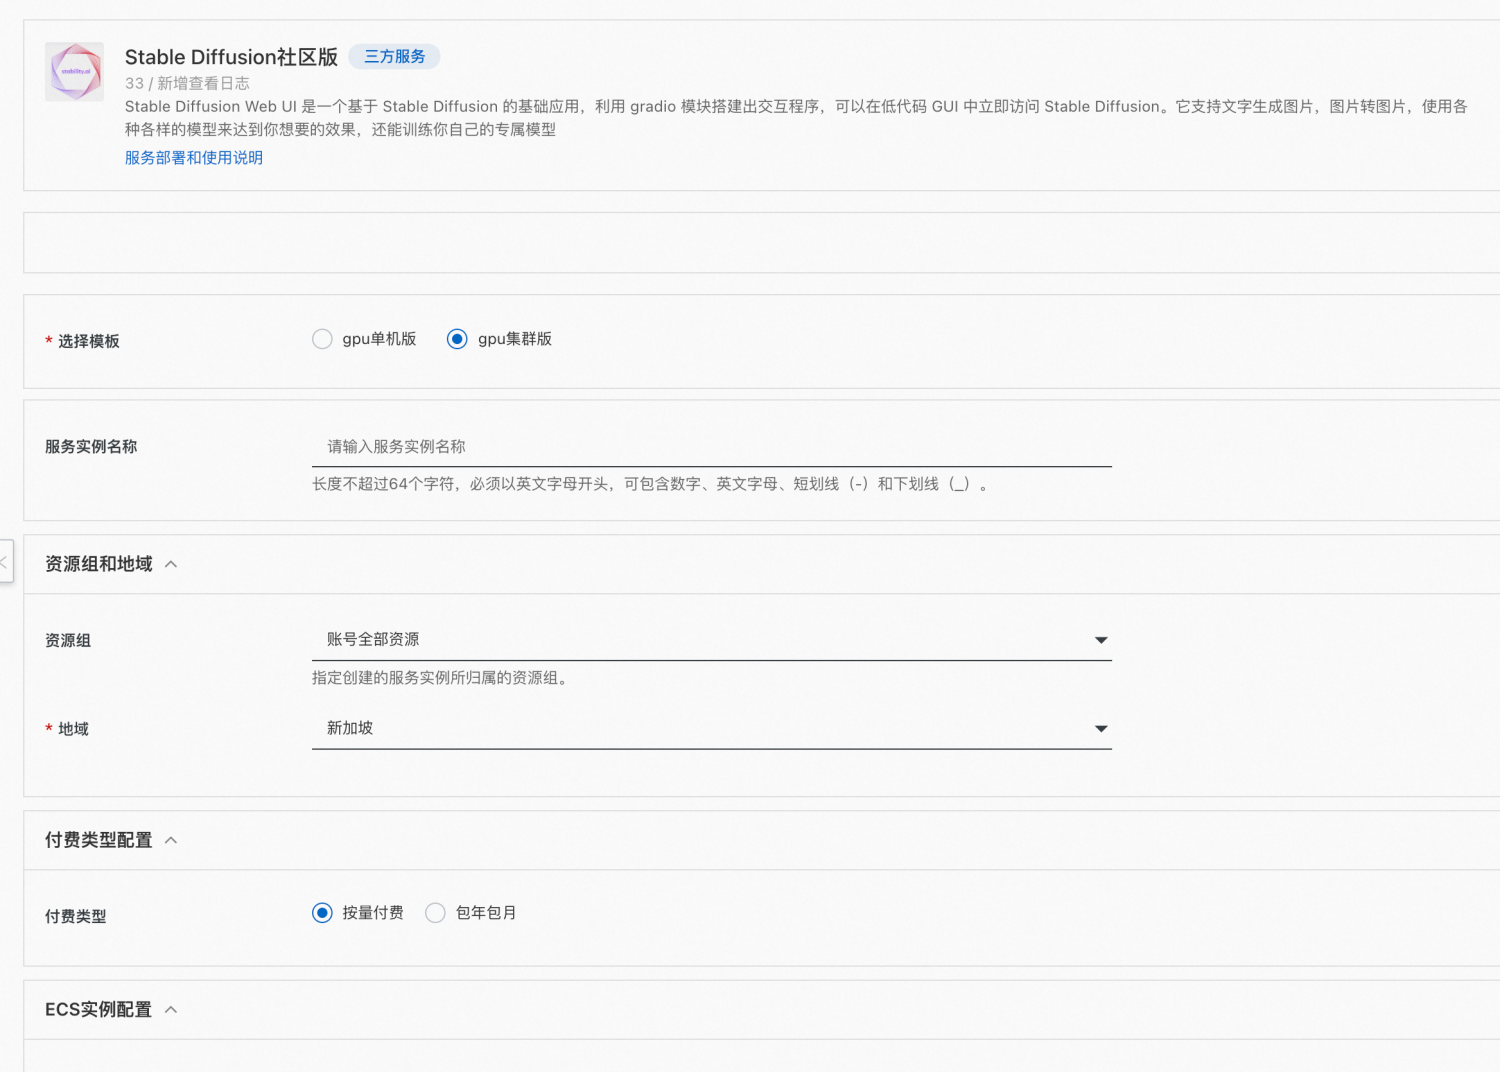 stability.ai
Stable Diffusion社区版 三方服务
33 / 新增查看日志
Stable Diffusion Web UI 是一个基于 Stable Diffusion 的基础应用，利用 gradio 模块搭建出交互程序，可以在低代码 GUI 中立即访问 Stable Diffusion。它支持文字生成图片，图片转图片，使用各
种各样的模型来达到你想要的效果，还能训练你自己的专属模型
服务部署和使用说明
* 选择模板 gpu单机版 gpu集群版
服务实例名称 请输入服务实例名称
长度不超过64个字符，必须以英文字母开头，可包含数字、英文字母、短划线（-）和下划线（_）。
资源组和地域
资源组 账号全部资源
指定创建的服务实例所归属的资源组。
* 地域 新加坡
付费类型配置
付费类型 按量付费 包年包月
ECS实例配置